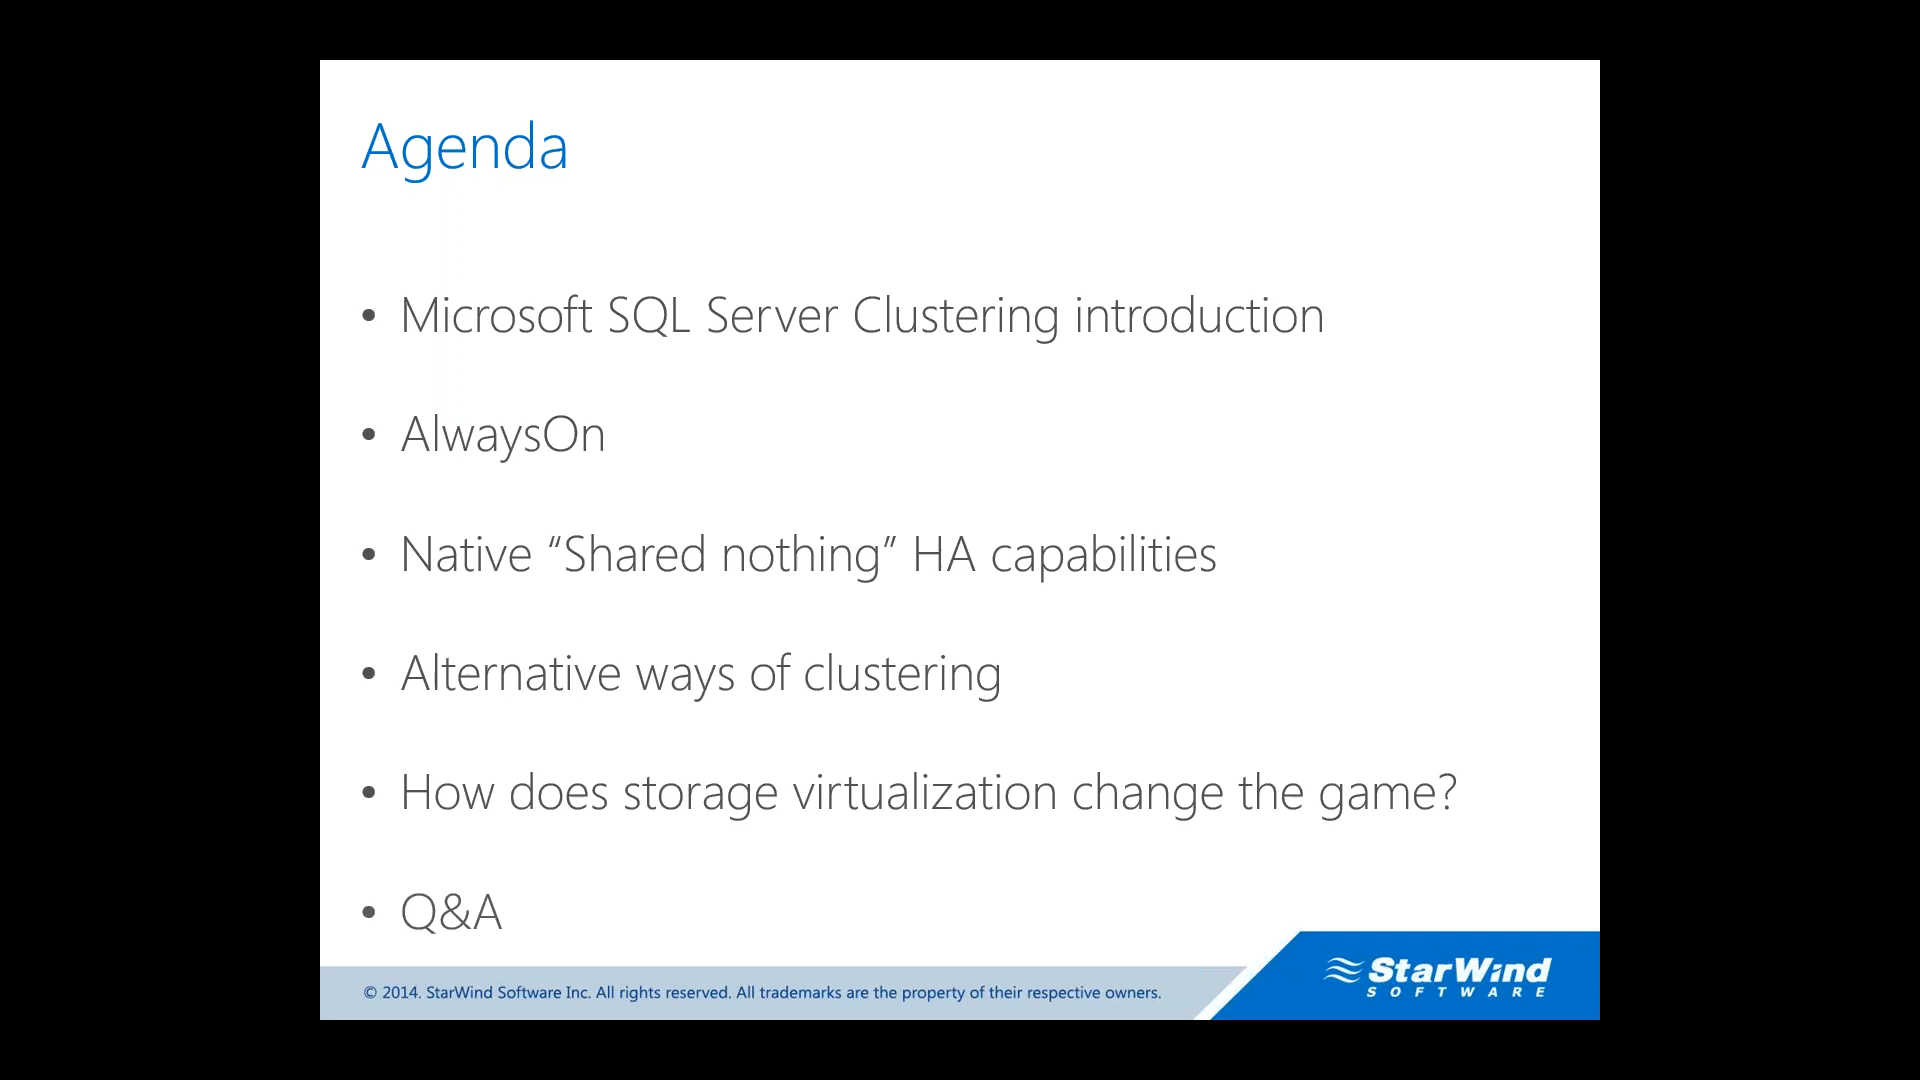 Agenda
• Microsoft SQL Server Clustering introduction
• AlwaysOn
• Native “Shared nothing” HA capabilities
• Alternative ways of clustering
• How does storage virtualization change the game?
• Q&A
© 2014. StarWind Software Inc. All rights reserved. All trademarks are the property of their respective owners.
StarWind
SOFTWARE